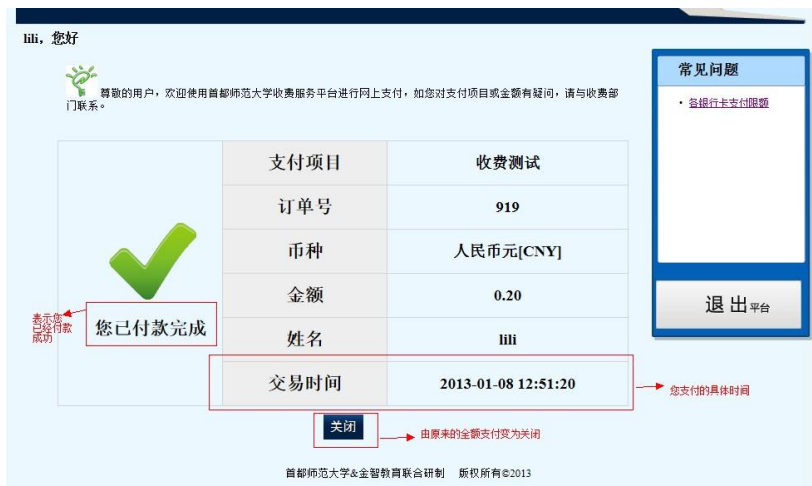 lili，您好
尊敬的用户，欢迎使用首都师范大学收费服务平台进行网上支付，如您对支付项目或金额有疑问，请与收费部
门联系。
常见问题
· 各银行卡支付限额
支付项目 收费测试
订单号 919
币种 人民币元[CNY]
金额 0.20
姓名 lili
交易时间 2013-01-08 12:51:20
您已付款完成
表示您
已经付款
成功
退出平台
您支付的具体时间
关闭
由原来的全额支付变为关闭
首都师范大学&金智教育联合研制 版权所有©2013